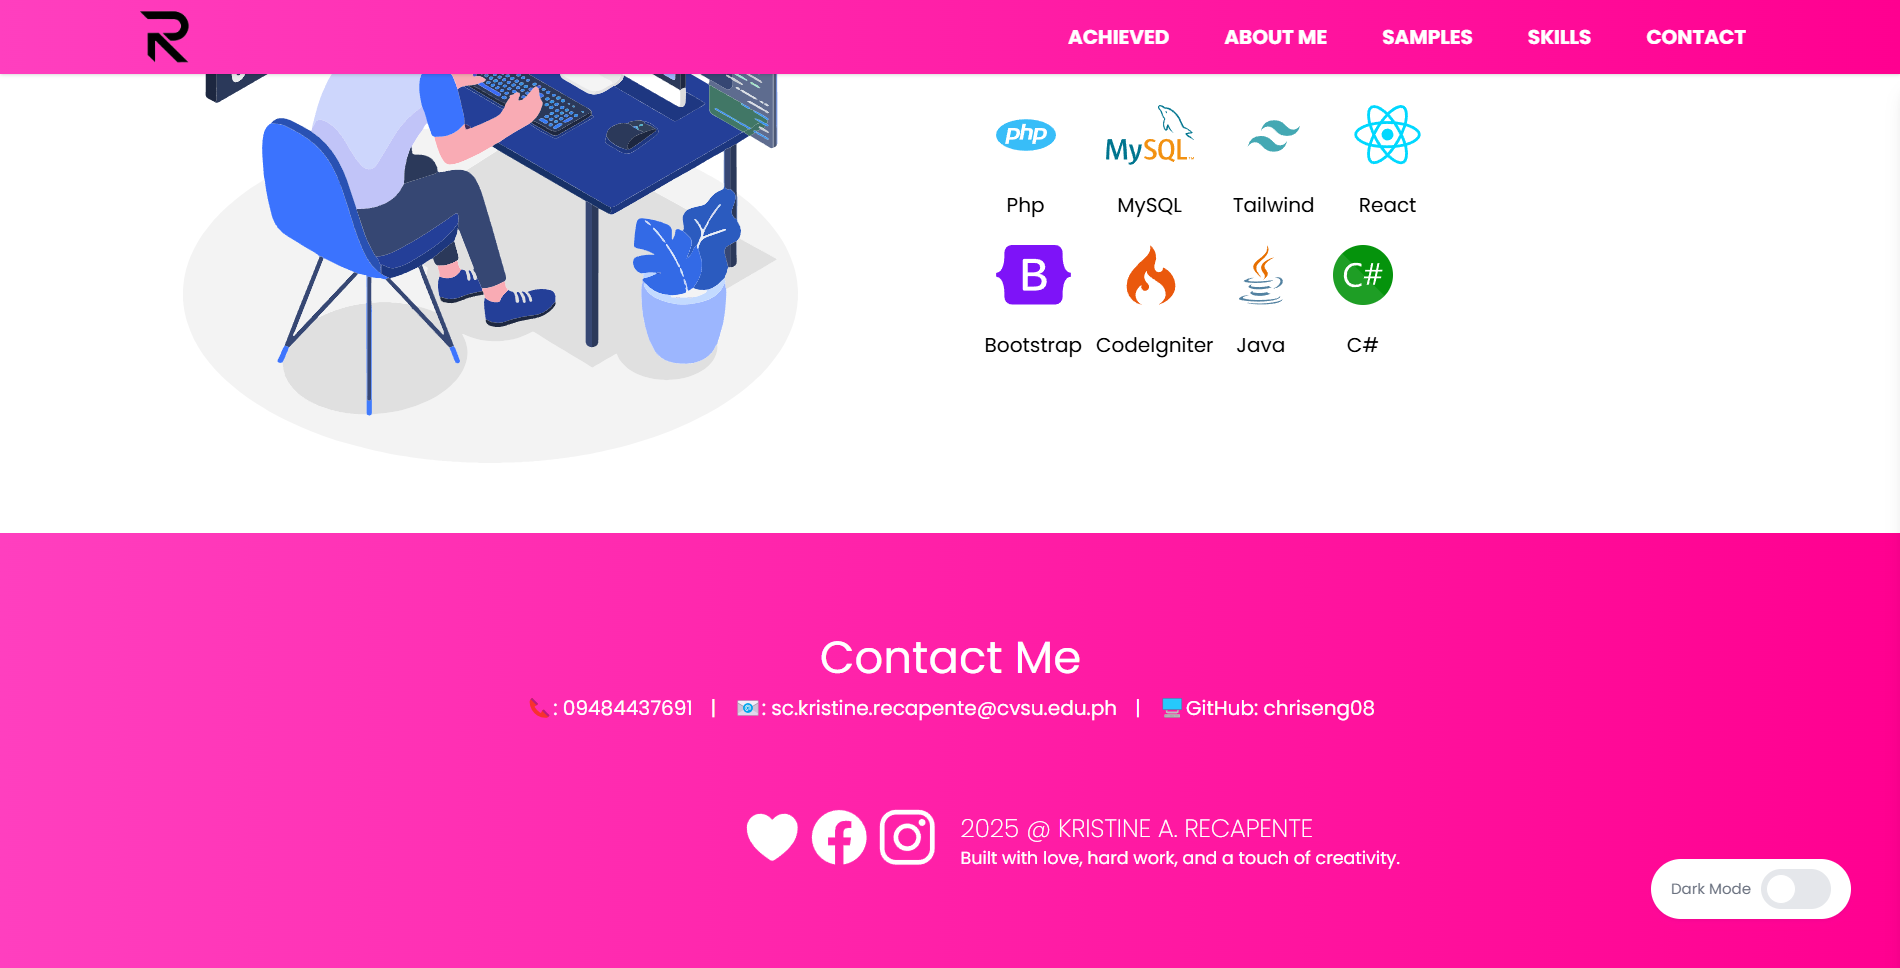 R
ACHIEVED ABOUT ME SAMPLES SKILLS CONTACT
php MySQL
Php MySQL Tailwind React
B C#
Bootstrap CodeIgniter Java C#
Contact Me
: 09484437691 | : sc.kristine.recapente@cvsu.edu.ph | GitHub: chriseng08
2025 @ KRISTINE A. RECAPENTE
Built with love, hard work, and a touch of creativity.
Dark Mode